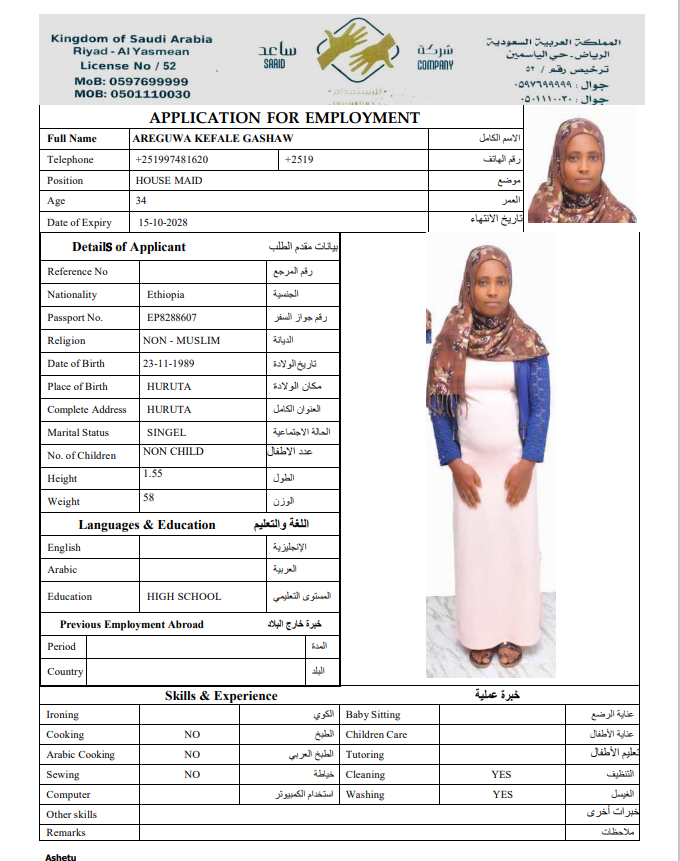 Kingdom of Saudi Arabia
Riyad - Al Yasmean
License No / 52
MoB: 0597699999
MOB: 0501110030
ساعد
SAAID
شركة
COMPANY
للإستقدام
المملكة العربية السعودية
الرياض - حي الياسمين
ترخيص رقم / ٥٢
جوال : ٠٥٩٧٦٩٩٩٩٩
جوال : ٠٥٠١١١٠٠٣٠
APPLICATION FOR EMPLOYMENT
Full Name AREGUWA KEFALE GASHAW الاسم الكامل
Telephone +251997481620 +2519 رقم الهاتف
Position HOUSE MAID موضع
Age 34 العمر
Date of Expiry 15-10-2028 تاريخ الانتهاء
Details of Applicant بيانات مقدم الطلب
Reference No رقم المرجع
Nationality Ethiopia الجنسية
Passport No. EP8288607 رقم جواز السفر
Religion NON - MUSLIM الديانة
Date of Birth 23-11-1989 تاريخ الولادة
Place of Birth HURUTA مكان الولادة
Complete Address HURUTA العنوان الكامل
Marital Status SINGEL الحالة الاجتماعية
No. of Children NON CHILD عدد الاطفال
Height 1.55 الطول
Weight 58 الوزن
Languages & Education اللغة والتعليم
English الإنجليزية
Arabic العربية
Education HIGH SCHOOL المستوى التعليمي
Previous Employment Abroad خبرة خارج البلاد
Period المدة
Country البلد
Skills & Experience خبرة عملية
Ironing الكوي Baby Sitting عناية الرضع
Cooking NO الطبخ Children Care عناية الأطفال
Arabic Cooking NO الطبخ العربي Tutoring تعليم الأطفال
Sewing NO خياطة Cleaning YES التنظيف
Computer استخدام الكمبيوتر Washing YES الغيسل
Other skills خبرات أخرى
Remarks ملاحظات
Ashetu